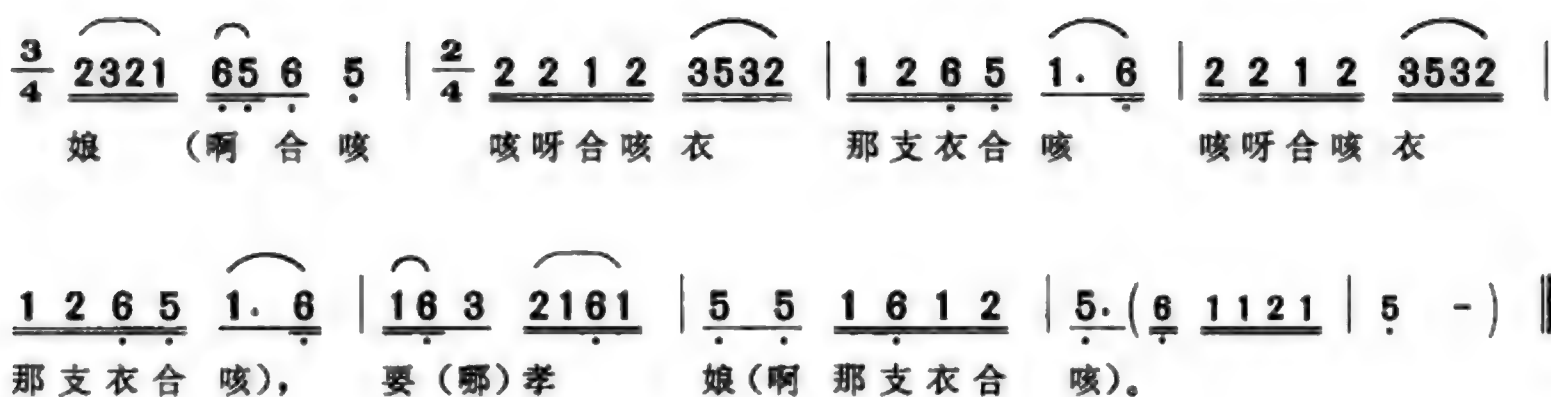 3/4 2321 65 6 5 | 2/4 2 2 1 2 3532 | 1 2 6 5 1. 6 | 2 2 1 2 3532 |
娘 (啊 合 咳 咳呀合咳 衣 那支衣合 咳 咳呀合咳 衣
1 2 6 5 1. 6 | 16 3 2161 | 5 5 1 6 1 2 | 5. (6 1121 | 5 - ) ‖
那支衣合 咳), 要(哪)孝 娘(啊 那支衣合 咳)。